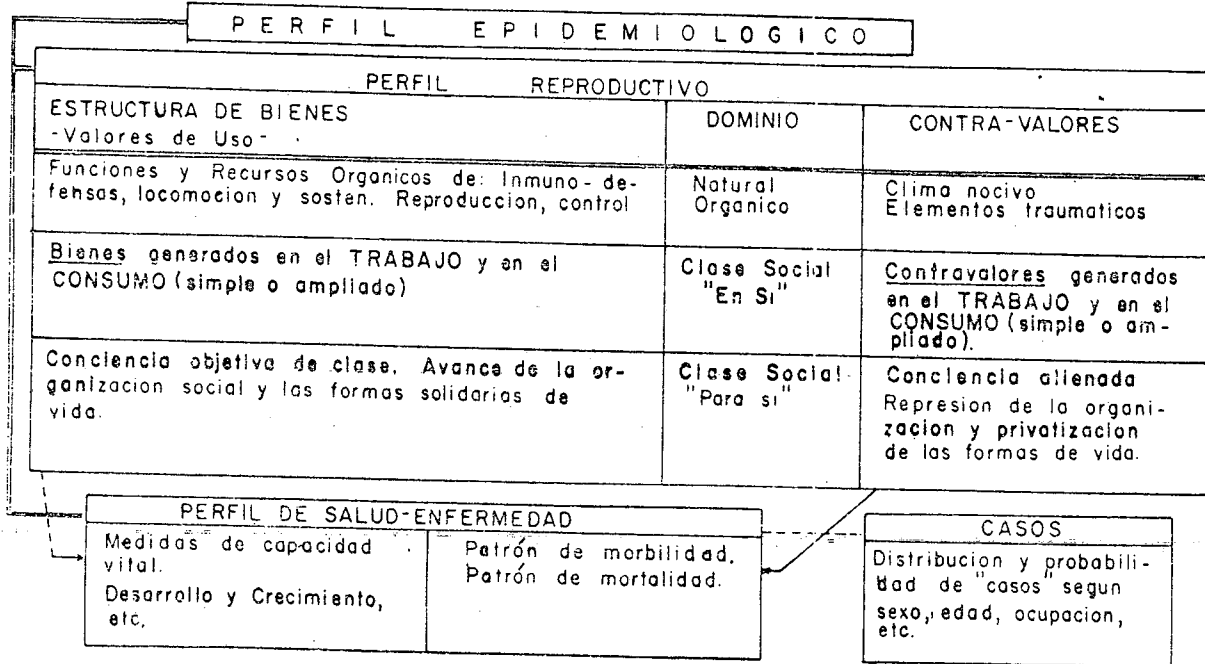 PERFIL EPIDEMIOLOGICO
PERFIL REPRODUCTIVO
ESTRUCTURA DE BIENES
-Valores de Uso-
DOMINIO
CONTRA-VALORES
Funciones y Recursos Organicos de: Inmuno-de-
fensas, locomocion y sosten. Reproduccion, control
Natural
Organico
Clima nocivo
Elementos traumaticos
Bienes generados en el TRABAJO y en el
CONSUMO (simple o ampliado)
Clase Social
"En Si"
Contravalores generados
en el TRABAJO y en el
CONSUMO (simple o am-
pliado).
Conciencia objetiva de clase. Avance de la or-
ganizacion social y las formas solidarias de
vida.
Clase Social
"Para si"
Conciencia alienada
Represion de la organi-
zacion y privatizacion
de las formas de vida.
PERFIL DE SALUD-ENFERMEDAD
Medidas de capacidad
vital.
Desarrollo y Crecimiento,
etc.
Patrón de morbilidad.
Patrón de mortalidad.
CASOS
Distribucion y probabili-
dad de "casos" segun
sexo, edad, ocupacion,
etc.